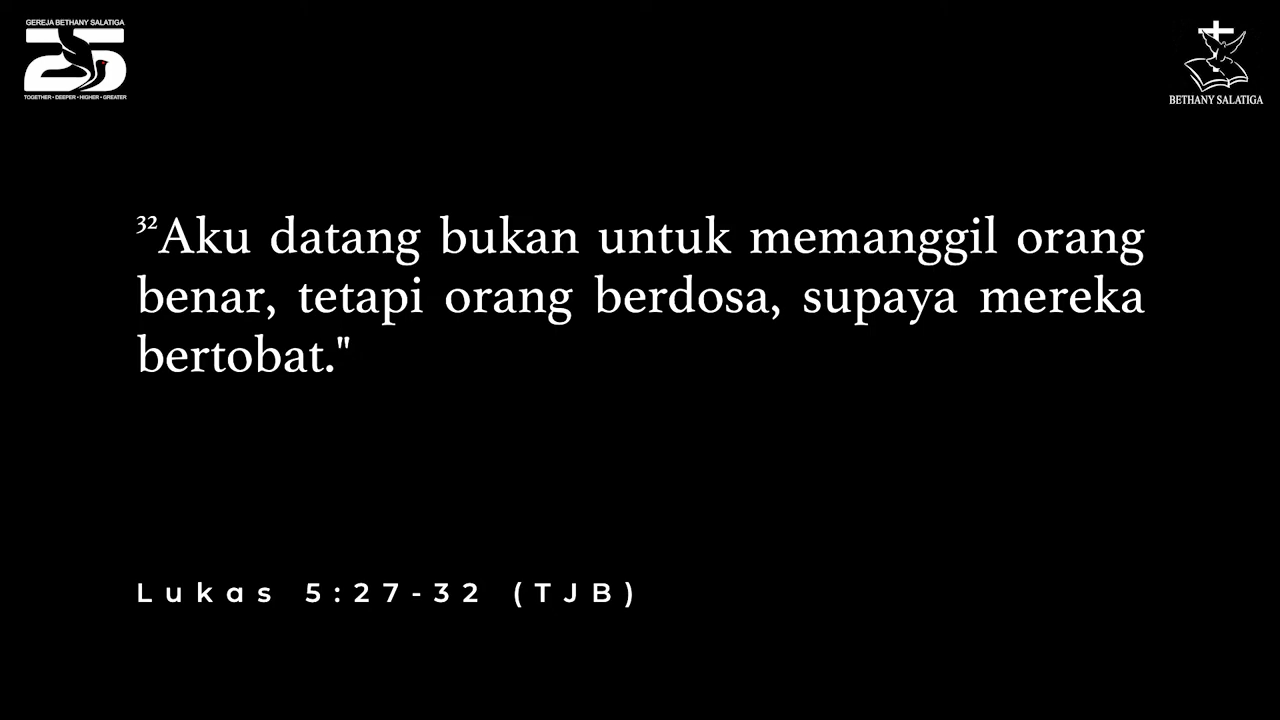 GEREJA BETHANY SALATIGA
25
TOGETHER • DEEPER • HIGHER • GREATER
BETHANY SALATIGA
³²Aku datang bukan untuk memanggil orang
benar, tetapi orang berdosa, supaya mereka
bertobat."
Lukas 5:27-32 (TJB)